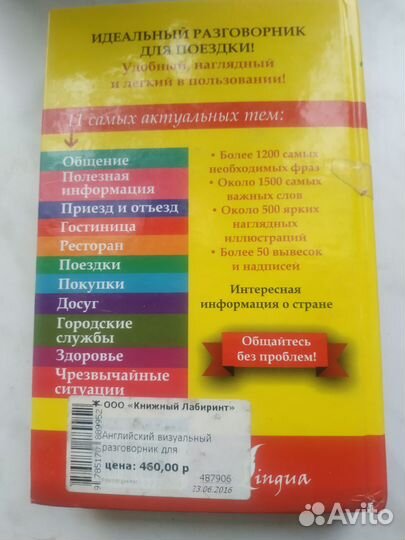 ИДЕАЛЬНЫЙ РАЗГОВОРНИК
ДЛЯ ПОЕЗДКИ!
Удобный, наглядный
и легкий в пользовании!
11 самых актуальных тем:
Общение
Полезная
информация
Приезд и отъезд
Гостиница
Ресторан
Поездки
Покупки
Досуг
Городские
службы
Здоровье
Чрезвычайные
ситуации
• Более 1200 самых
необходимых фраз
• Около 1500 самых
важных слов
• Около 500 ярких
наглядных
иллюстраций
• Более 50 вывесок
и надписей
Интересная
информация о стране
Общайтесь
без проблем!
ООО «Книжный Лабиринт»
Английский визуальный
разговорник для
цена: 460,00 р
487906
23.06.2016
lingua
Avito